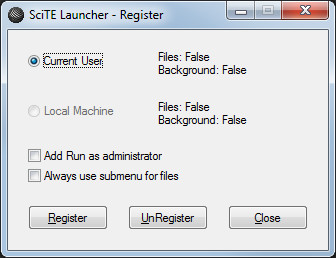 SciTE Launcher - Register
Current User
Files: False
Background: False
Local Machine
Files: False
Background: False
Add Run as administrator
Always use submenu for files
Register
UnRegister
Close